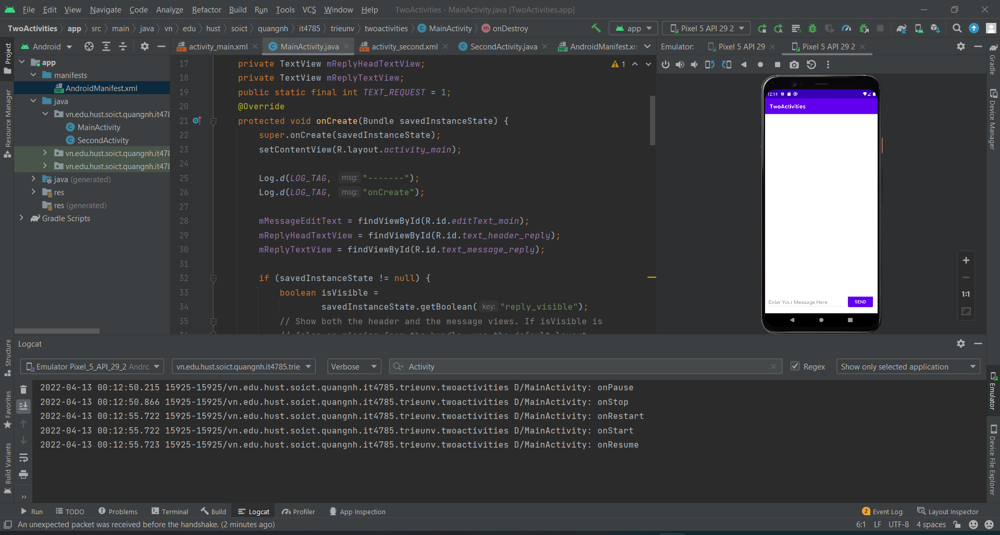 File Edit View Navigate Code Analyze Refactor Build Run Tools VCS Window Help TwoActivities - MainActivity.java [TwoActivities.app]
TwoActivities app src main java vn edu hust soict quangnh it4785 trieunv twoactivities MainActivity onDestroy app Pixel 5 API 29 2
Project
Resource Manager
Structure
Favorites
Build Variants
Android
app
manifests
AndroidManifest.xml
java
vn.edu.hust.soict.quangnh.it478
MainActivity
SecondActivity
vn.edu.hust.soict.quangnh.it478
vn.edu.hust.soict.quangnh.it478
java (generated)
res
res (generated)
Gradle Scripts
activity_main.xml MainActivity.java activity_second.xml SecondActivity.java AndroidManifest.xn
1
17 private TextView mReplyHeadTextView;
18 private TextView mReplyTextView;
19 public static final int TEXT_REQUEST = 1;
20 @Override
21 protected void onCreate(Bundle savedInstanceState) {
22 super.onCreate(savedInstanceState);
23 setContentView(R.layout.activity_main);
24
25 Log.d(LOG_TAG, msg: "-------");
26 Log.d(LOG_TAG, msg: "onCreate");
27
28 mMessageEditText = findViewById(R.id.editText_main);
29 mReplyHeadTextView = findViewById(R.id.text_header_reply);
30 mReplyTextView = findViewById(R.id.text_message_reply);
31
32 if (savedInstanceState != null) {
33 boolean isVisible =
34 savedInstanceState.getBoolean( key: "reply_visible");
35 // Show both the header and the message views. If isVisible is
Emulator: Pixel 5 API 29 Pixel 5 API 29 2
12:14
TwoActivities
Enter Your Message Here SEND
1:1
Gradle
Device Manager
Emulator
Device File Explorer
Logcat
Emulator Pixel_5_API_29_2 Andrc vn.edu.hust.soict.quangnh.it4785.trie Verbose Activity Regex Show only selected application
2022-04-13 00:12:50.215 15925-15925/vn.edu.hust.soict.quangnh.it4785.trieunv.twoactivities D/MainActivity: onPause
2022-04-13 00:12:50.866 15925-15925/vn.edu.hust.soict.quangnh.it4785.trieunv.twoactivities D/MainActivity: onStop
2022-04-13 00:12:55.722 15925-15925/vn.edu.hust.soict.quangnh.it4785.trieunv.twoactivities D/MainActivity: onRestart
2022-04-13 00:12:55.722 15925-15925/vn.edu.hust.soict.quangnh.it4785.trieunv.twoactivities D/MainActivity: onStart
2022-04-13 00:12:55.723 15925-15925/vn.edu.hust.soict.quangnh.it4785.trieunv.twoactivities D/MainActivity: onResume
Run TODO Problems Terminal Build Logcat Profiler App Inspection 2 Event Log Layout Inspector
An unexpected packet was received before the handshake. (2 minutes ago) 6:1 LF UTF-8 4 spaces